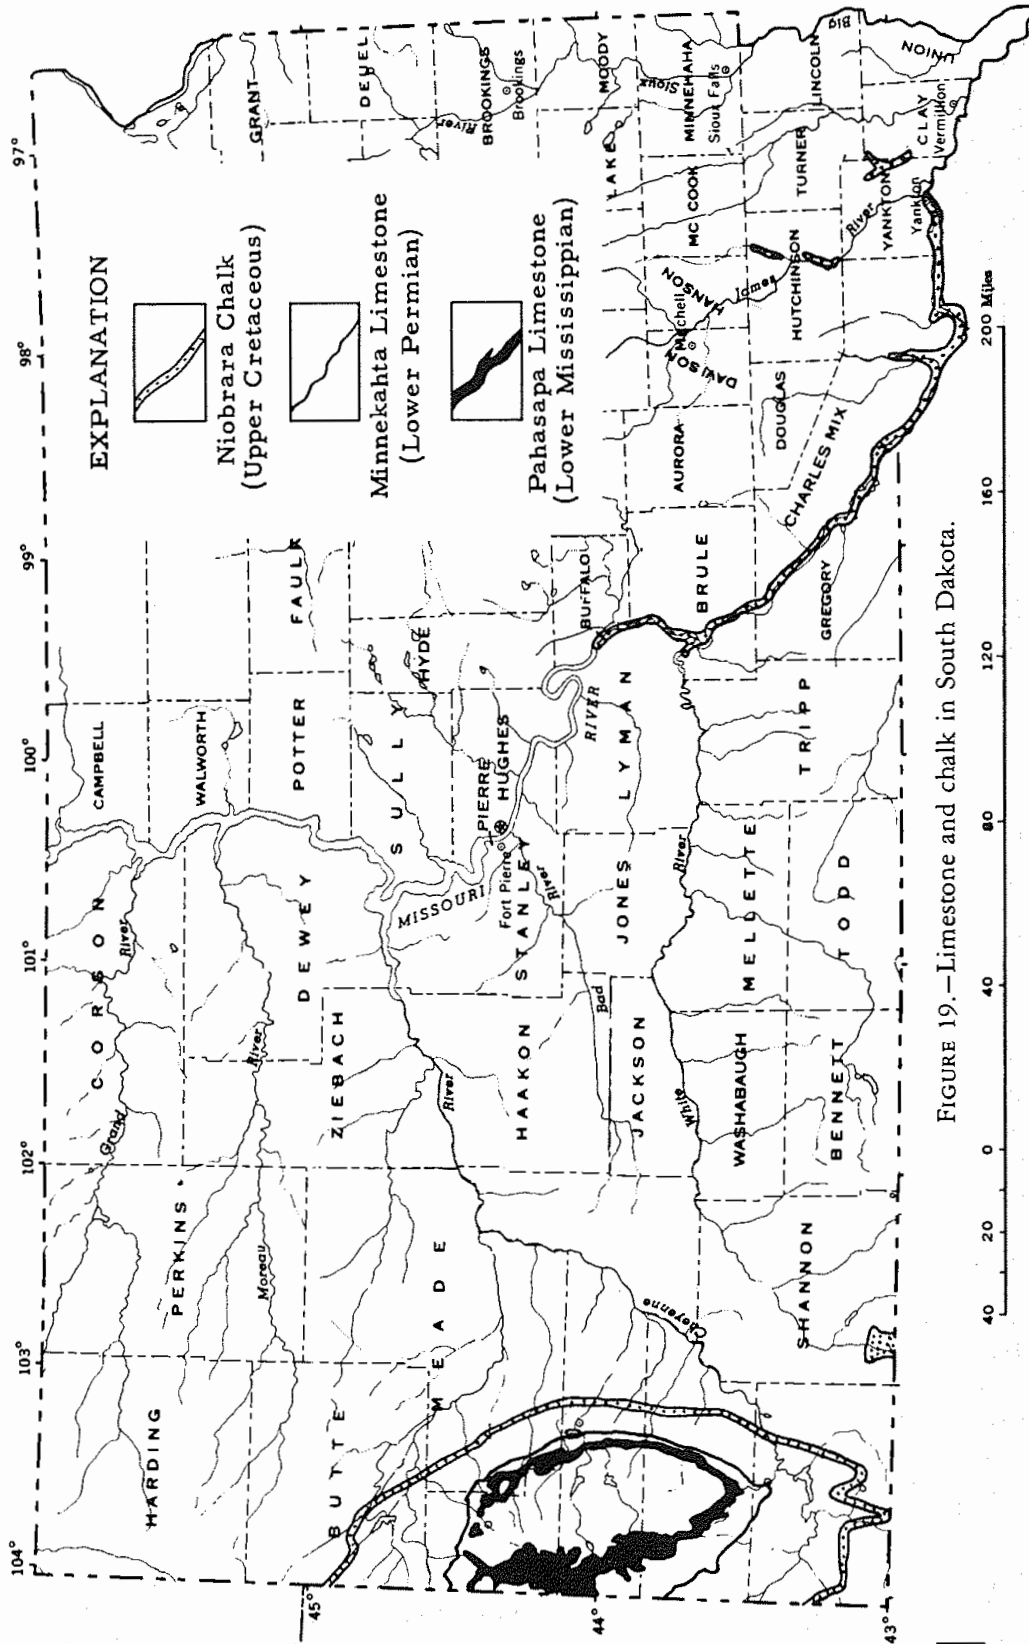 104°
103°
102°
101°
100°
99°
98°
97°
45°
44°
43°
EXPLANATION
Niobrara Chalk
(Upper Cretaceous)
Minnekahta Limestone
(Lower Permian)
Pahasapa Limestone
(Lower Mississippian)
HARDING
PERKINS
CORSON
CAMPBELL
WALWORTH
GRANT
Grand
River
Moreau
River
BUTTE
MEADE
ZIEBACH
DEWEY
POTTER
FAULK
DEUEL
SULLY
HYDE
MISSOURI
RIVER
River
HAAKON
STANLEY
Fort Pierre
PIERRE
HUGHES
River
BUFFALO
BROOKINGS
Brookings
River
Bad
JACKSON
JONES
LYMAN
Cheyenne
White
River
BRULE
AURORA
DAVISON
Mitchell
HANSON
James
MC COOK
LAKE
MOODY
MINNEHAHA
Sioux Falls
Sioux
SHANNON
WASHABAUGH
BENNETT
MELLETTE
TODD
TRIPP
GREGORY
CHARLES MIX
DOUGLAS
HUTCHINSON
River
TURNER
LINCOLN
YANKTON
Yankton
CLAY
Vermillion
UNION
Big
40
20
0
40
80
120
160
200 Miles
FIGURE 19.—Limestone and chalk in South Dakota.